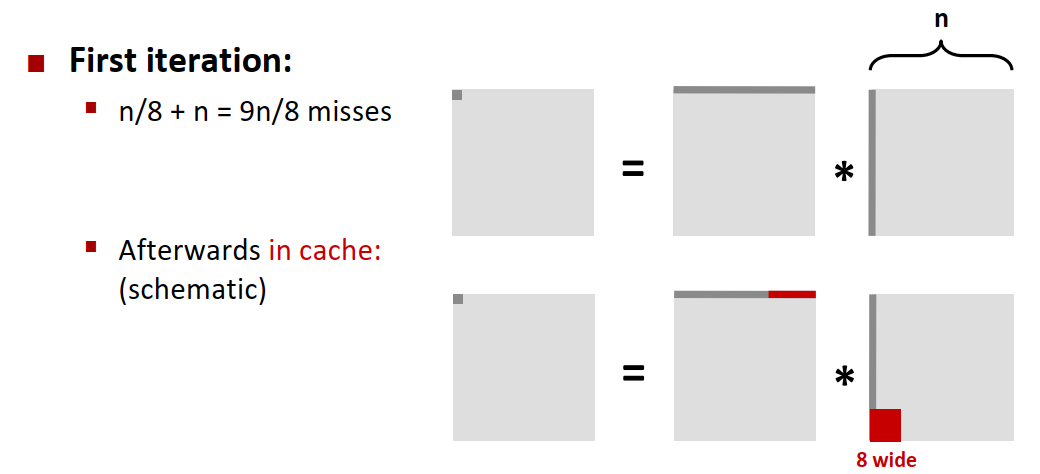 n
First iteration:
n/8 + n = 9n/8 misses
= *
Afterwards in cache:
(schematic)
= *
8 wide